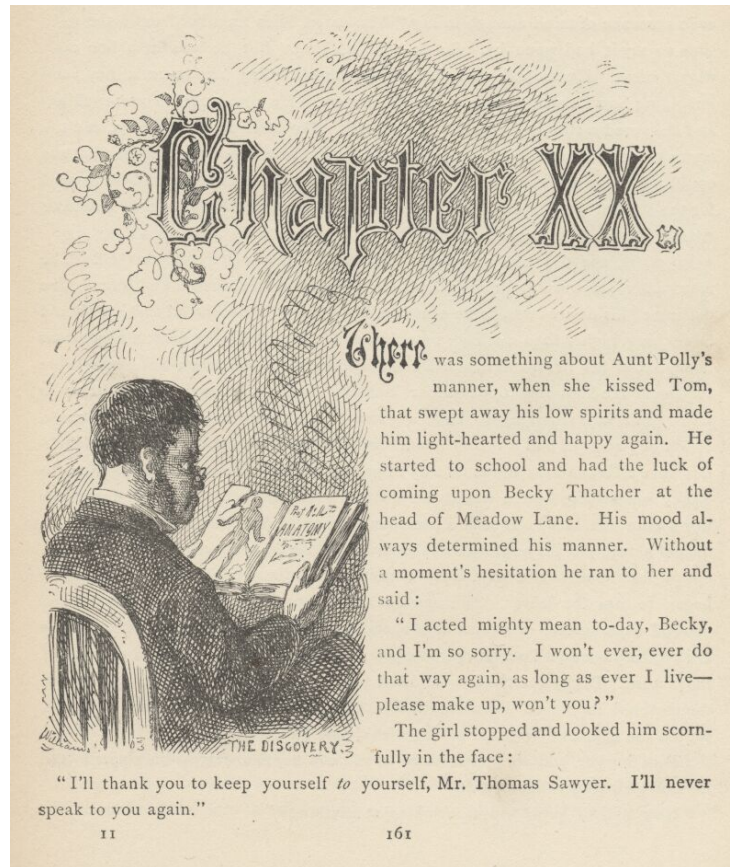 Chapter XX.
There was something about Aunt Polly's
manner, when she kissed Tom,
that swept away his low spirits and made
him light-hearted and happy again. He
started to school and had the luck of
coming upon Becky Thatcher at the
head of Meadow Lane. His mood al-
ways determined his manner. Without
a moment's hesitation he ran to her and
said :
"I acted mighty mean to-day, Becky,
and I'm so sorry. I won't ever, ever do
that way again, as long as ever I live—
please make up, won't you?"
The girl stopped and looked him scorn-
fully in the face :
ANATOMY
Williams
THE DISCOVERY
"I'll thank you to keep yourself to yourself, Mr. Thomas Sawyer. I'll never
speak to you again."
11
161